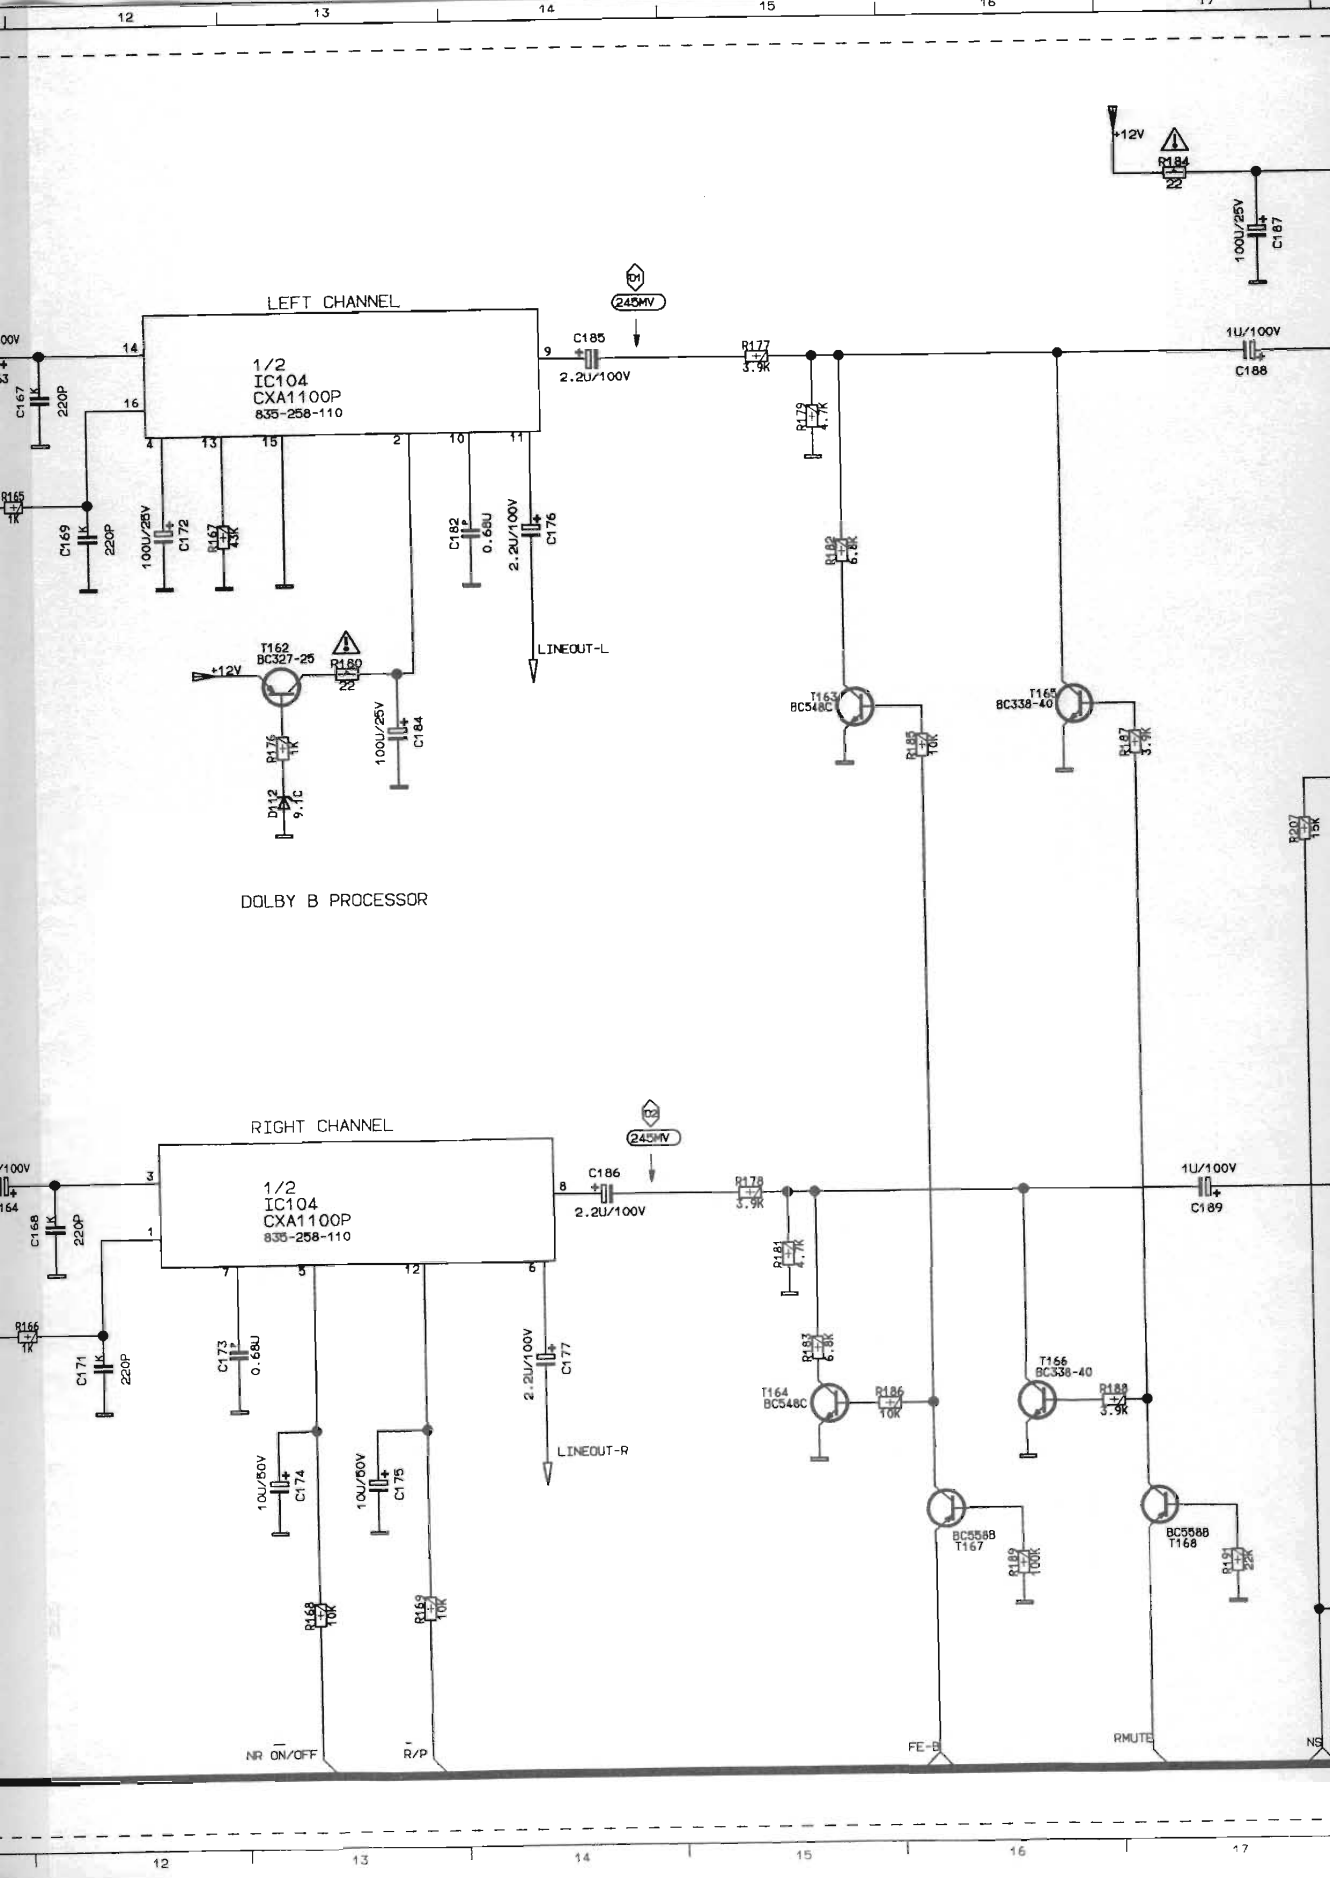 12 13 14 15 16 17
+12V
R184
22
100U/25V
C187
LEFT CHANNEL
D1
245MV
00V
14
1/2
IC104
CXA1100P
835-258-110
9
C185
2.2U/100V
R177
3.9K
1U/100V
C188
C167
K
220P
16
4 13 15 2 10 11
R179
4.7K
R165
1K
C169
K
220P
100U/25V
C172
R167
43K
C182
P
0.68U
2.2U/100V
C176
R182
6.8K
LINEOUT-L
T162
BC327-25
+12V
R180
22
100U/25V
C184
R176
1K
D112
9.1C
T163
BC548C
R185
10K
T165
BC338-40
R187
3.9K
R207
15K
DOLBY B PROCESSOR
RIGHT CHANNEL
D2
245MV
/100V
164
3
1/2
IC104
CXA1100P
835-258-110
8
C186
2.2U/100V
R178
3.9K
1U/100V
C189
C168
K
220P
1
7 5 12 6
R181
4.7K
R166
1K
C171
K
220P
C173
P
0.68U
2.2U/100V
C177
R183
6.8K
T164
BC548C
R186
10K
T166
BC338-40
R188
3.9K
LINEOUT-R
10U/50V
C174
10U/50V
C175
BC558B
T167
R189
100K
BC558B
T168
R191
22K
R168
10K
R169
10K
NR O̅N̅/OFF
R̅/P
FE-B
RMUTE
NS
12 13 14 15 16 17